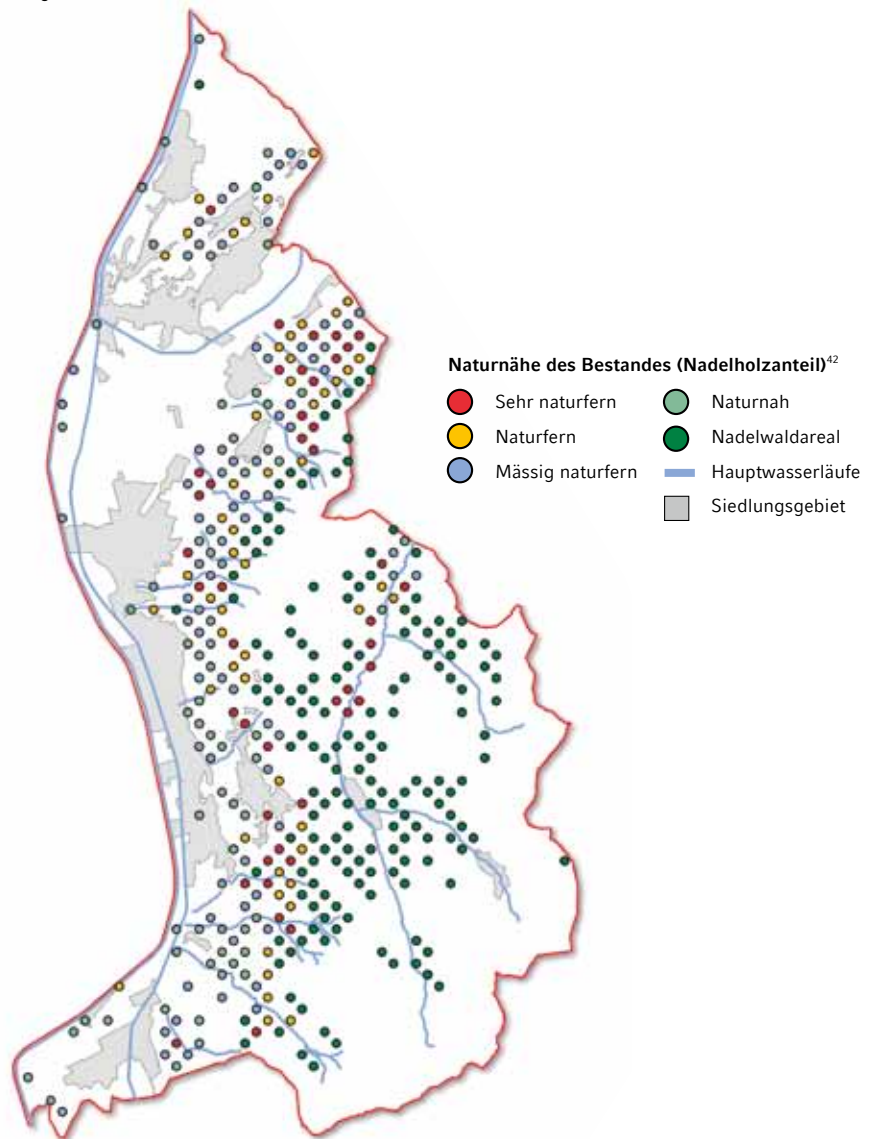 Naturnähe des Bestandes (Nadelholzanteil)42
Sehr naturfern
Naturfern
Mässig naturfern
Naturnah
Nadelwaldareal
Hauptwasserläufe
Siedlungsgebiet